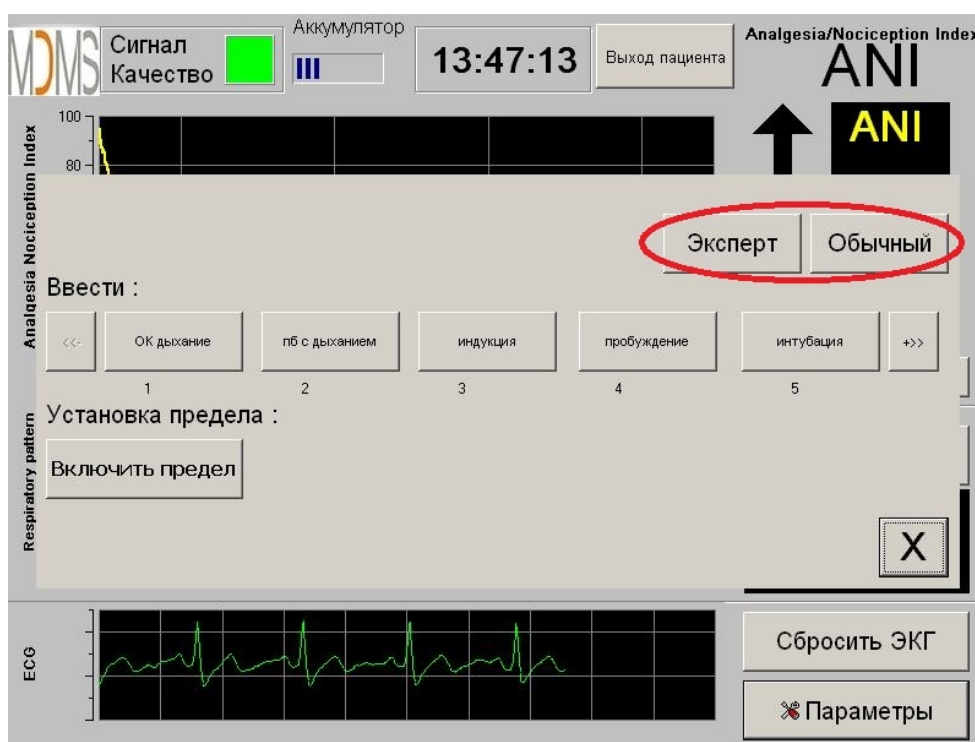 MDMS
Сигнал
Качество
Аккумулятор
13:47:13
Выход пациента
Analgesia/Nociception Index
ANI
ANI
100
80
Analgesia Nociception Index
Эксперт
Обычный
Ввести :
<<-
ОК дыхание
пб с дыханием
индукция
пробуждение
интубация
+>>
1
2
3
4
5
Установка предела :
Включить предел
Respiratory pattern
X
ECG
Сбросить ЭКГ
Параметры